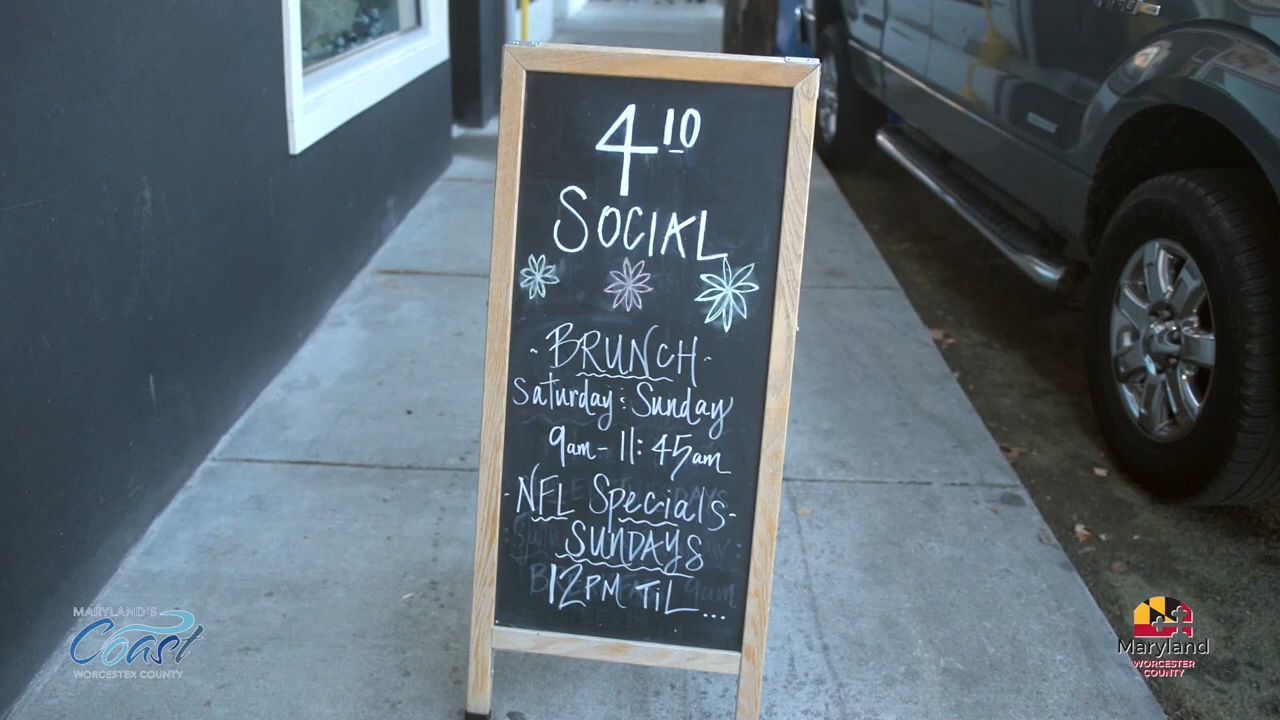 410
SOCIAL
- BRUNCH -
Saturday : Sunday
9am - 11:45am
- NFL Specials -
SUNDAYS
12PM TiL...
MARYLAND'S
Coast
WORCESTER COUNTY
Maryland
WORCESTER
COUNTY